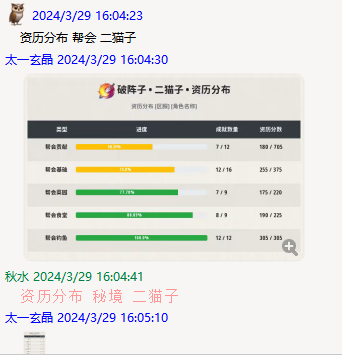 2024/3/29 16:04:23
资历分布 帮会 二猫子
太一玄晶 2024/3/29 16:04:30
破阵子•二猫子•资历分布
资历分布 [区服] [角色名称]
类型 进度 成就数量 资历分数
帮会贡献 7 / 12 180 / 705
帮会基础 12 / 16 255 / 375
帮会菜园 77.78% 7 / 9 175 / 220
帮会食堂 88.89% 8 / 9 190 / 225
帮会钓鱼 100.0% 12 / 12 305 / 305
秋水 2024/3/29 16:04:41
资历分布 秘境 二猫子
太一玄晶 2024/3/29 16:05:10